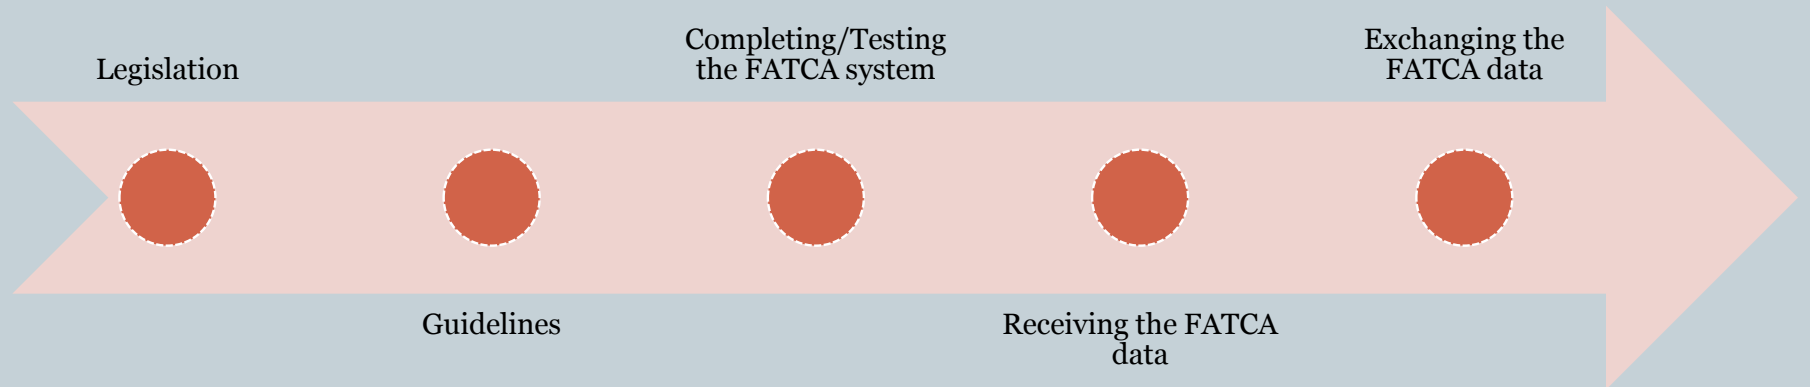 Legislation
Guidelines
Completing/Testing
the FATCA system
Receiving the FATCA
data
Exchanging the
FATCA data